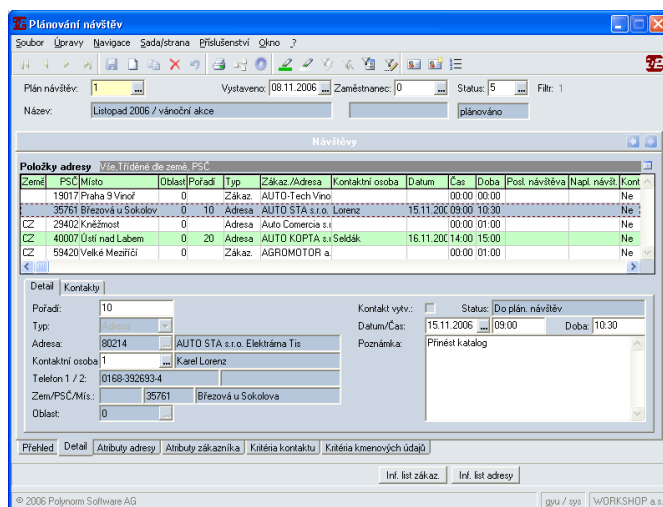 Plánování návštěv
Soubor Úpravy Navigace Sada/strana Příslušenství Okno ?
Plán návštěv: 1 ... Vystaveno: 08.11.2006 ... Zaměstnanec: 0 ... Status: 5 ... Filtr: 1
Název: Listopad 2006 / vánoční akce plánováno
Návštěvy
Položky adresy Vše,Tříděné dle země, PSČ
Země PSČ Místo Oblast Pořadí Typ Zákaz./Adresa Kontaktní osoba Datum Čas Doba Posl. návštěva Napl. návšt. Kont
19017 Praha 9 Vinoř 0 Zákaz. AUTO-Tech Vino 00:00 00:00 Ne
35761 Březová u Sokolov 0 10 Adresa AUTO STA s.r.o. Lorenz 15.11.200 09:00 10:30 Ne
CZ 29402 Kněžmost 0 Adresa Auto Comercia s.r 00:00 01:00 Ne
CZ 40007 Ústí nad Labem 0 20 Adresa AUTO KOPTA s.r Seldák 16.11.200 14:00 15:00 Ne
CZ 59420 Velké Meziříčí 0 Zákaz. AGROMOTOR a. 00:00 01:00 Ne
Detail Kontakty
Pořadí: 10 Kontakt vytv.: Status: Do plán. návštěv
Typ: Adresa Datum/Čas: 15.11.2006 ... 09:00 Doba: 10:30
Adresa: 80214 ... AUTO STA s.r.o. Elektrárna Tis Poznámka: Přinést katalog
Kontaktní osoba 1 ... Karel Lorenz
Telefon 1 / 2: 0168-392693-4
Zem/PSČ/Mís.: 35761 Březová u Sokolova
Oblast: 0 ...
Přehled Detail Atributy adresy Atributy zákazníka Kritéria kontaktu Kritéria kmenových údajů
Inf. list zákaz. Inf. list adresy
© 2006 Polynorm Software AG gyu / sys WORKSHOP a.s.